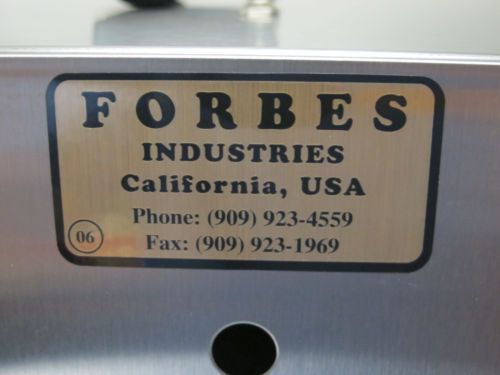 FORBES
INDUSTRIES
California, USA
Phone: (909) 923-4559
06
Fax: (909) 923-1969